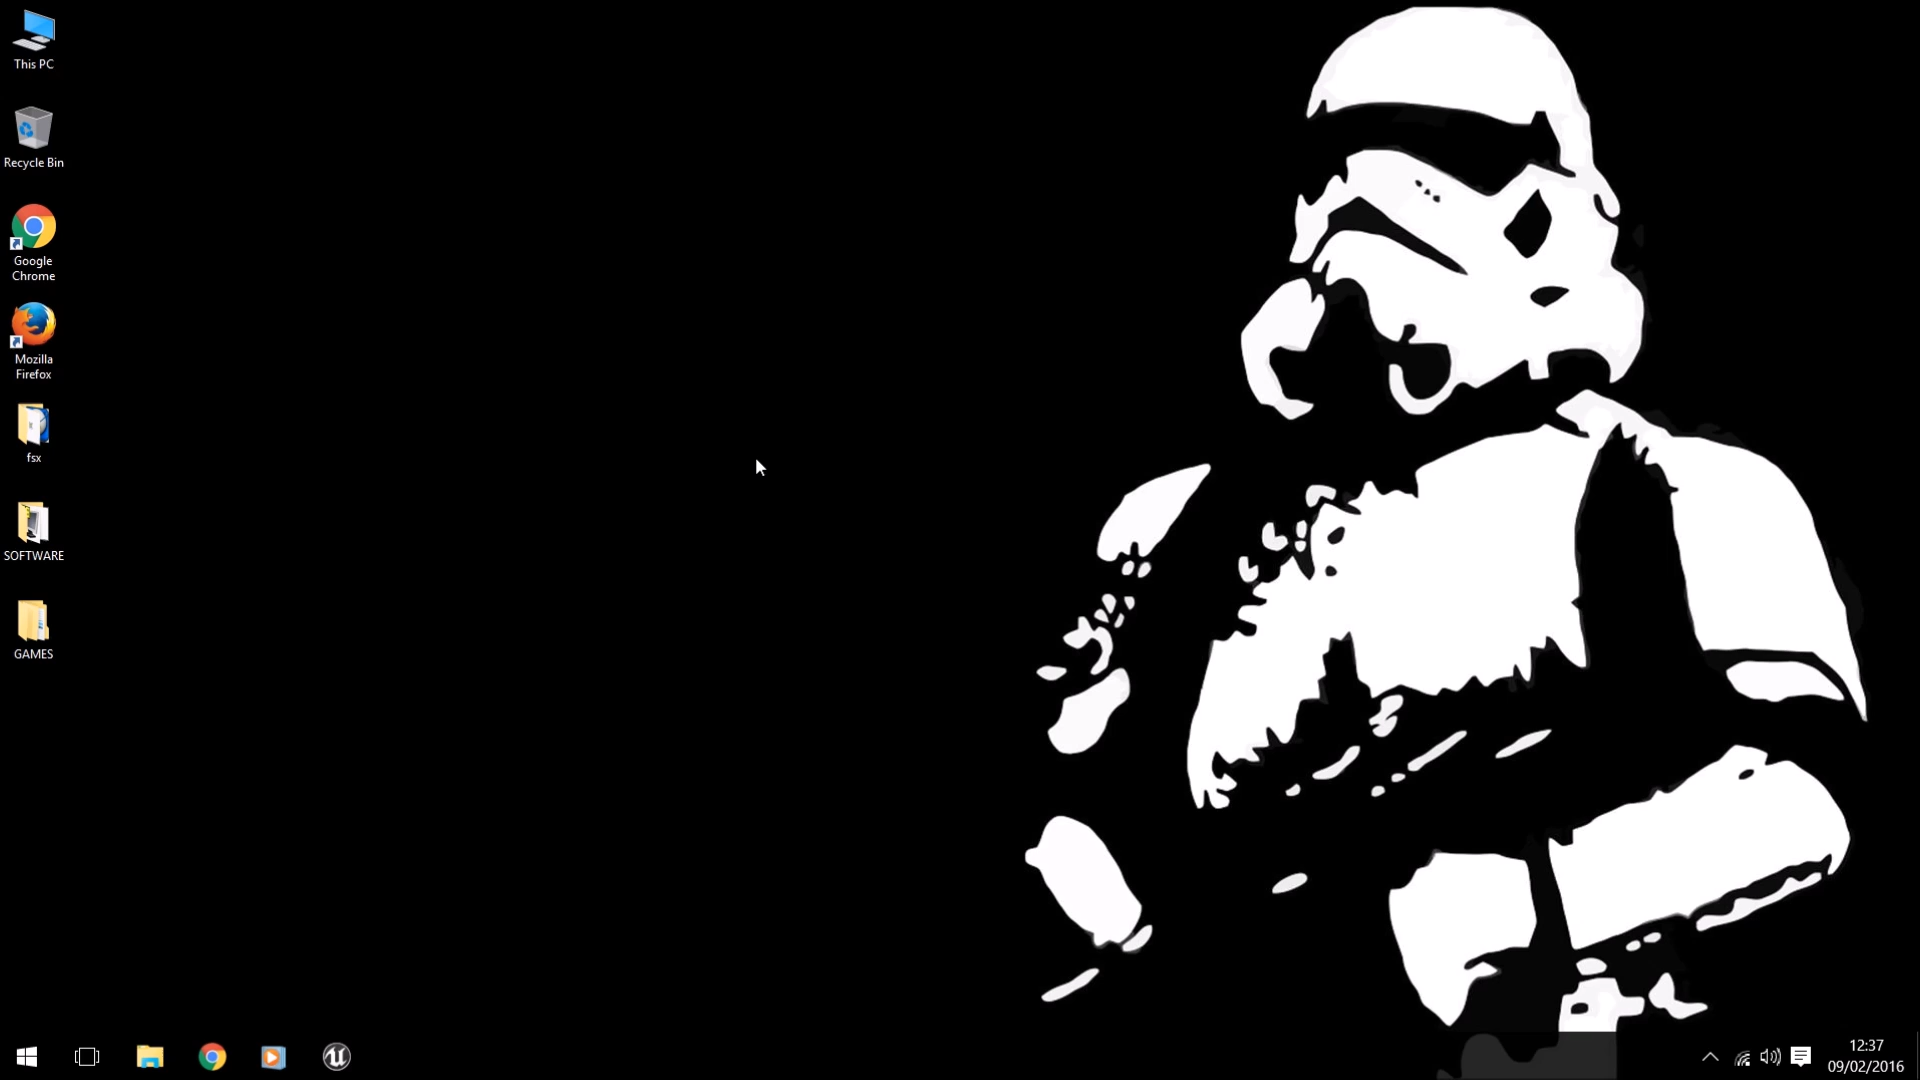 This PC
Recycle Bin
Google
Chrome
Mozilla
Firefox
fsx
SOFTWARE
GAMES
12:37
09/02/2016